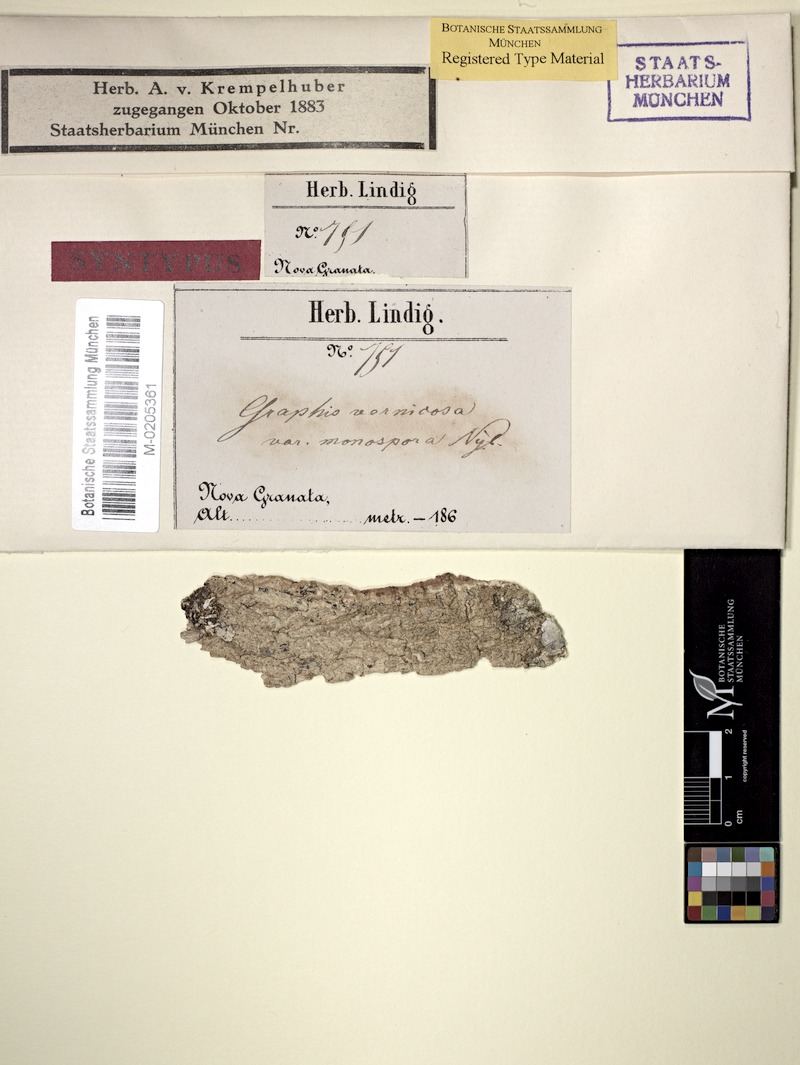 BOTANISCHE STAATSSAMMLUNG
MÜNCHEN
Registered Type Material
STAATS-
HERBARIUM
MÜNCHEN
Herb. A. v. Krempelhuber
zugegangen Oktober 1883
Staatsherbarium München Nr.
Herb. Lindig
Nº 751
Nova Granata.
SYNTYPUS
Herb. Lindig.
Nº 751
Graphis vernicosa
var. monospora Nyl.
Nova Granata,
Alt. metr. – 186
Botanische Staatssammlung München
M-0205361
BOTANISCHE
STAATSSAMMLUNG
MÜNCHEN
copyright reserved
0 1 2
cm